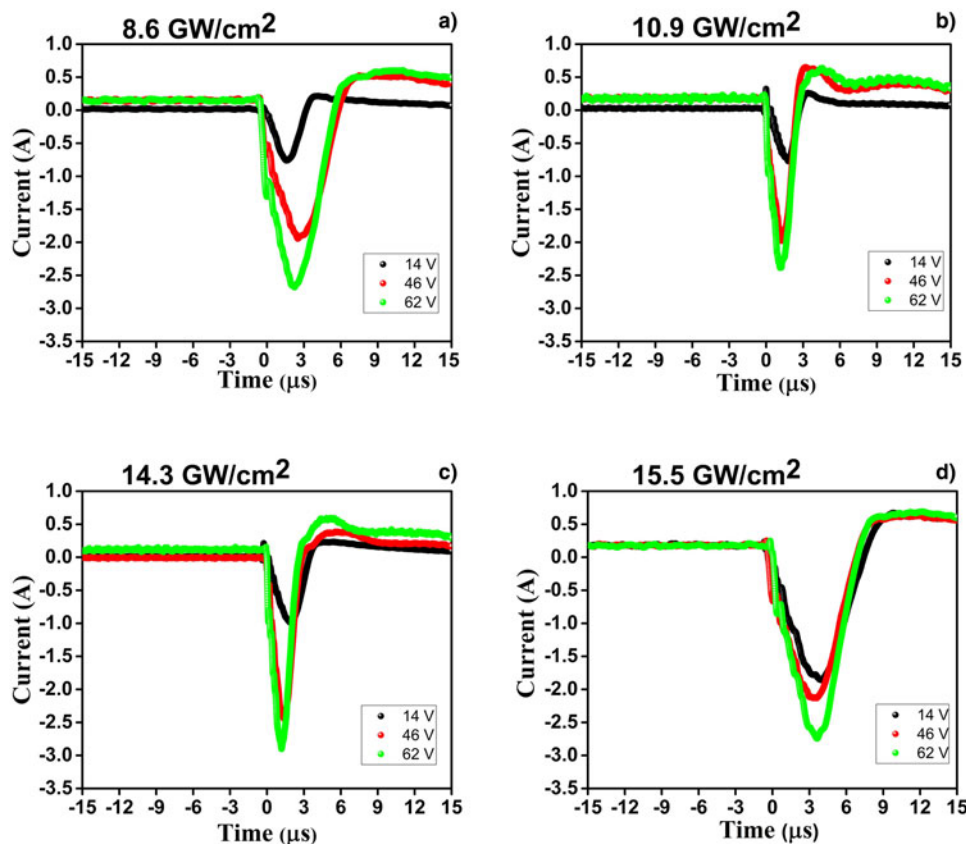 8.6 GW/cm2
a)
1.0
0.5
0.0
-0.5
-1.0
-1.5
-2.0
-2.5
-3.0
-3.5
Current (A)
14 V
46 V
62 V
-15 -12 -9 -6 -3 0 3 6 9 12 15
Time (μs)
10.9 GW/cm2
b)
1.0
0.5
0.0
-0.5
-1.0
-1.5
-2.0
-2.5
-3.0
-3.5
Current (A)
14 V
46 V
62 V
-15 -12 -9 -6 -3 0 3 6 9 12 15
Time (μs)
14.3 GW/cm2
c)
1.0
0.5
0.0
-0.5
-1.0
-1.5
-2.0
-2.5
-3.0
-3.5
Current (A)
14 V
46 V
62 V
-15 -12 -9 -6 -3 0 3 6 9 12 15
Time (μs)
15.5 GW/cm2
d)
1.0
0.5
0.0
-0.5
-1.0
-1.5
-2.0
-2.5
-3.0
-3.5
Current (A)
14 V
46 V
62 V
-15 -12 -9 -6 -3 0 3 6 9 12 15
Time (μs)